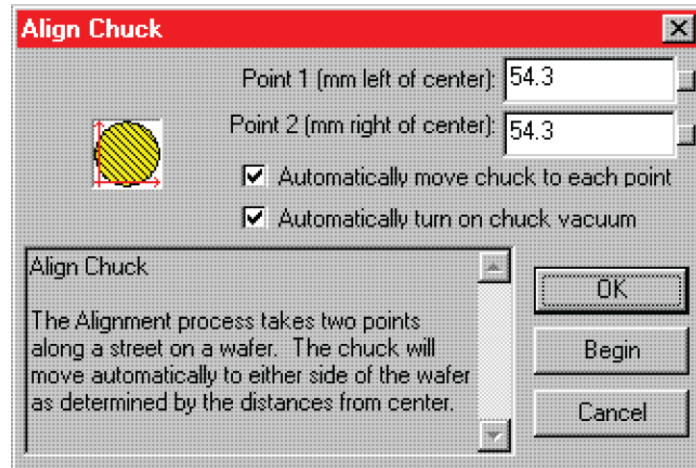 Align Chuck
Point 1 (mm left of center): 54.3
Point 2 (mm right of center): 54.3
Automatically move chuck to each point
Automatically turn on chuck vacuum
Align Chuck
The Alignment process takes two points
along a street on a wafer. The chuck will
move automatically to either side of the wafer
as determined by the distances from center.
OK
Begin
Cancel